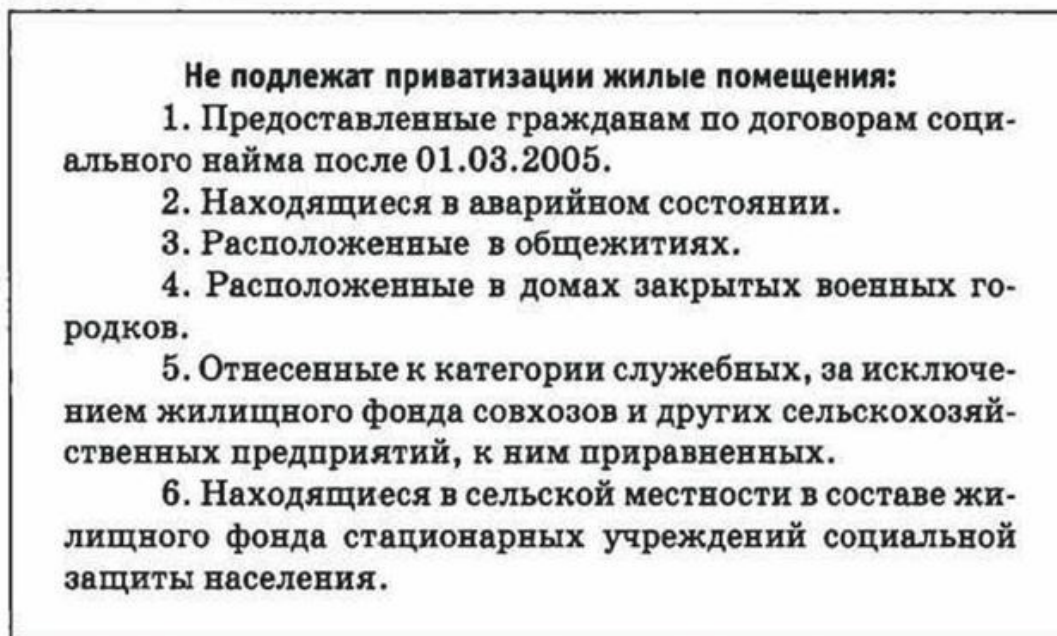 Не подлежат приватизации жилые помещения:
1. Предоставленные гражданам по договорам соци-
ального найма после 01.03.2005.
2. Находящиеся в аварийном состоянии.
3. Расположенные в общежитиях.
4. Расположенные в домах закрытых военных го-
родков.
5. Отнесенные к категории служебных, за исключе-
нием жилищного фонда совхозов и других сельскохозяй-
ственных предприятий, к ним приравненных.
6. Находящиеся в сельской местности в составе жи-
лищного фонда стационарных учреждений социальной
защиты населения.